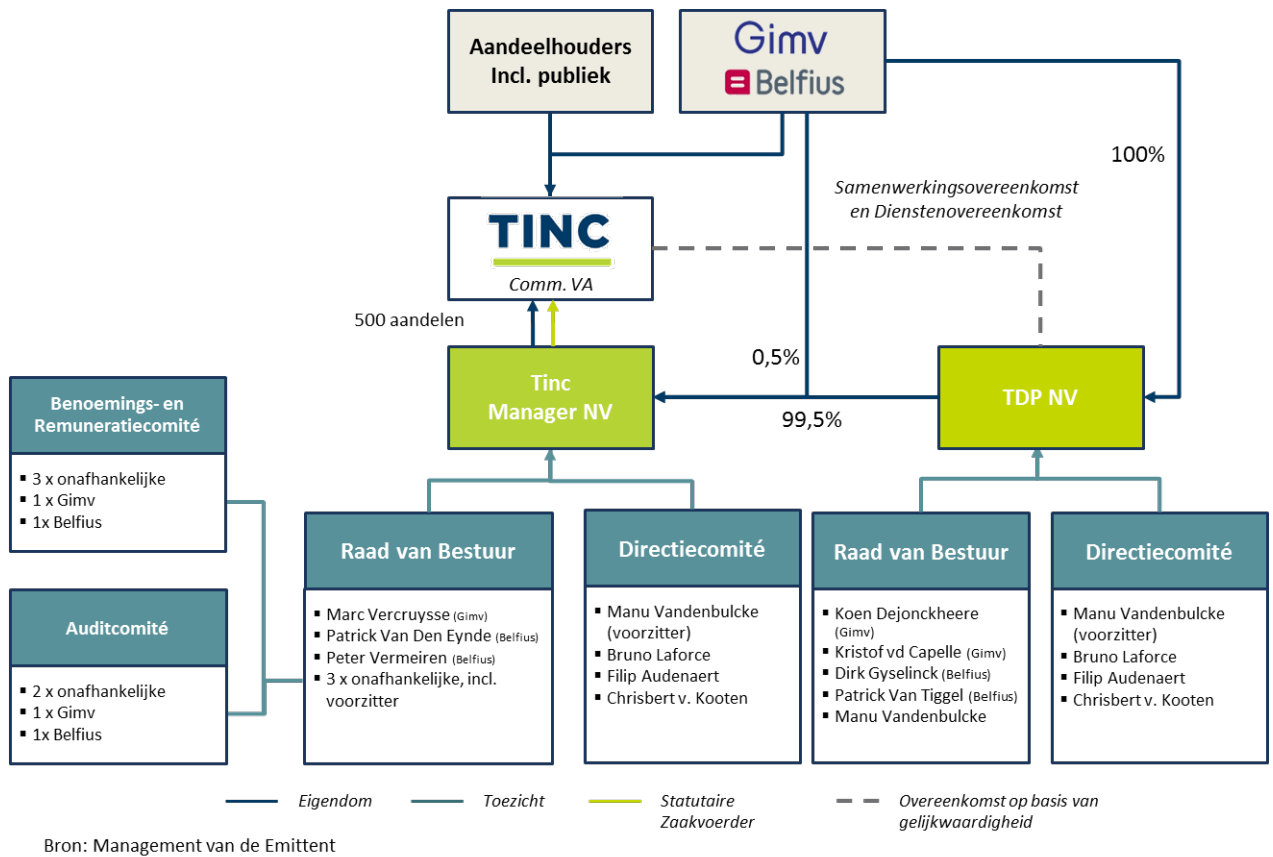 Aandeelhouders
Incl. publiek
Gimv
Belfius
100%
Samenwerkingsovereenkomst
en Dienstenovereenkomst
TINC
Comm. VA
500 aandelen
0,5%
99,5%
Tinc
Manager NV
TDP NV
Benoemings- en
Remuneratiecomité
▪ 3 x onafhankelijke
▪ 1 x Gimv
▪ 1x Belfius
Auditcomité
▪ 2 x onafhankelijke
▪ 1 x Gimv
▪ 1x Belfius
Raad van Bestuur
▪ Marc Vercruysse (Gimv)
▪ Patrick Van Den Eynde (Belfius)
▪ Peter Vermeiren (Belfius)
▪ 3 x onafhankelijke, incl.
voorzitter
Directiecomité
▪ Manu Vandenbulcke
(voorzitter)
▪ Bruno Laforce
▪ Filip Audenaert
▪ Chrisbert v. Kooten
Raad van Bestuur
▪ Koen Dejonckheere
(Gimv)
▪ Kristof vd Capelle (Gimv)
▪ Dirk Gyselinck (Belfius)
▪ Patrick Van Tiggel (Belfius)
▪ Manu Vandenbulcke
Directiecomité
▪ Manu Vandenbulcke
(voorzitter)
▪ Bruno Laforce
▪ Filip Audenaert
▪ Chrisbert v. Kooten
Eigendom
Toezicht
Statutaire
Zaakvoerder
Overeenkomst op basis van
gelijkwaardigheid
Bron: Management van de Emittent